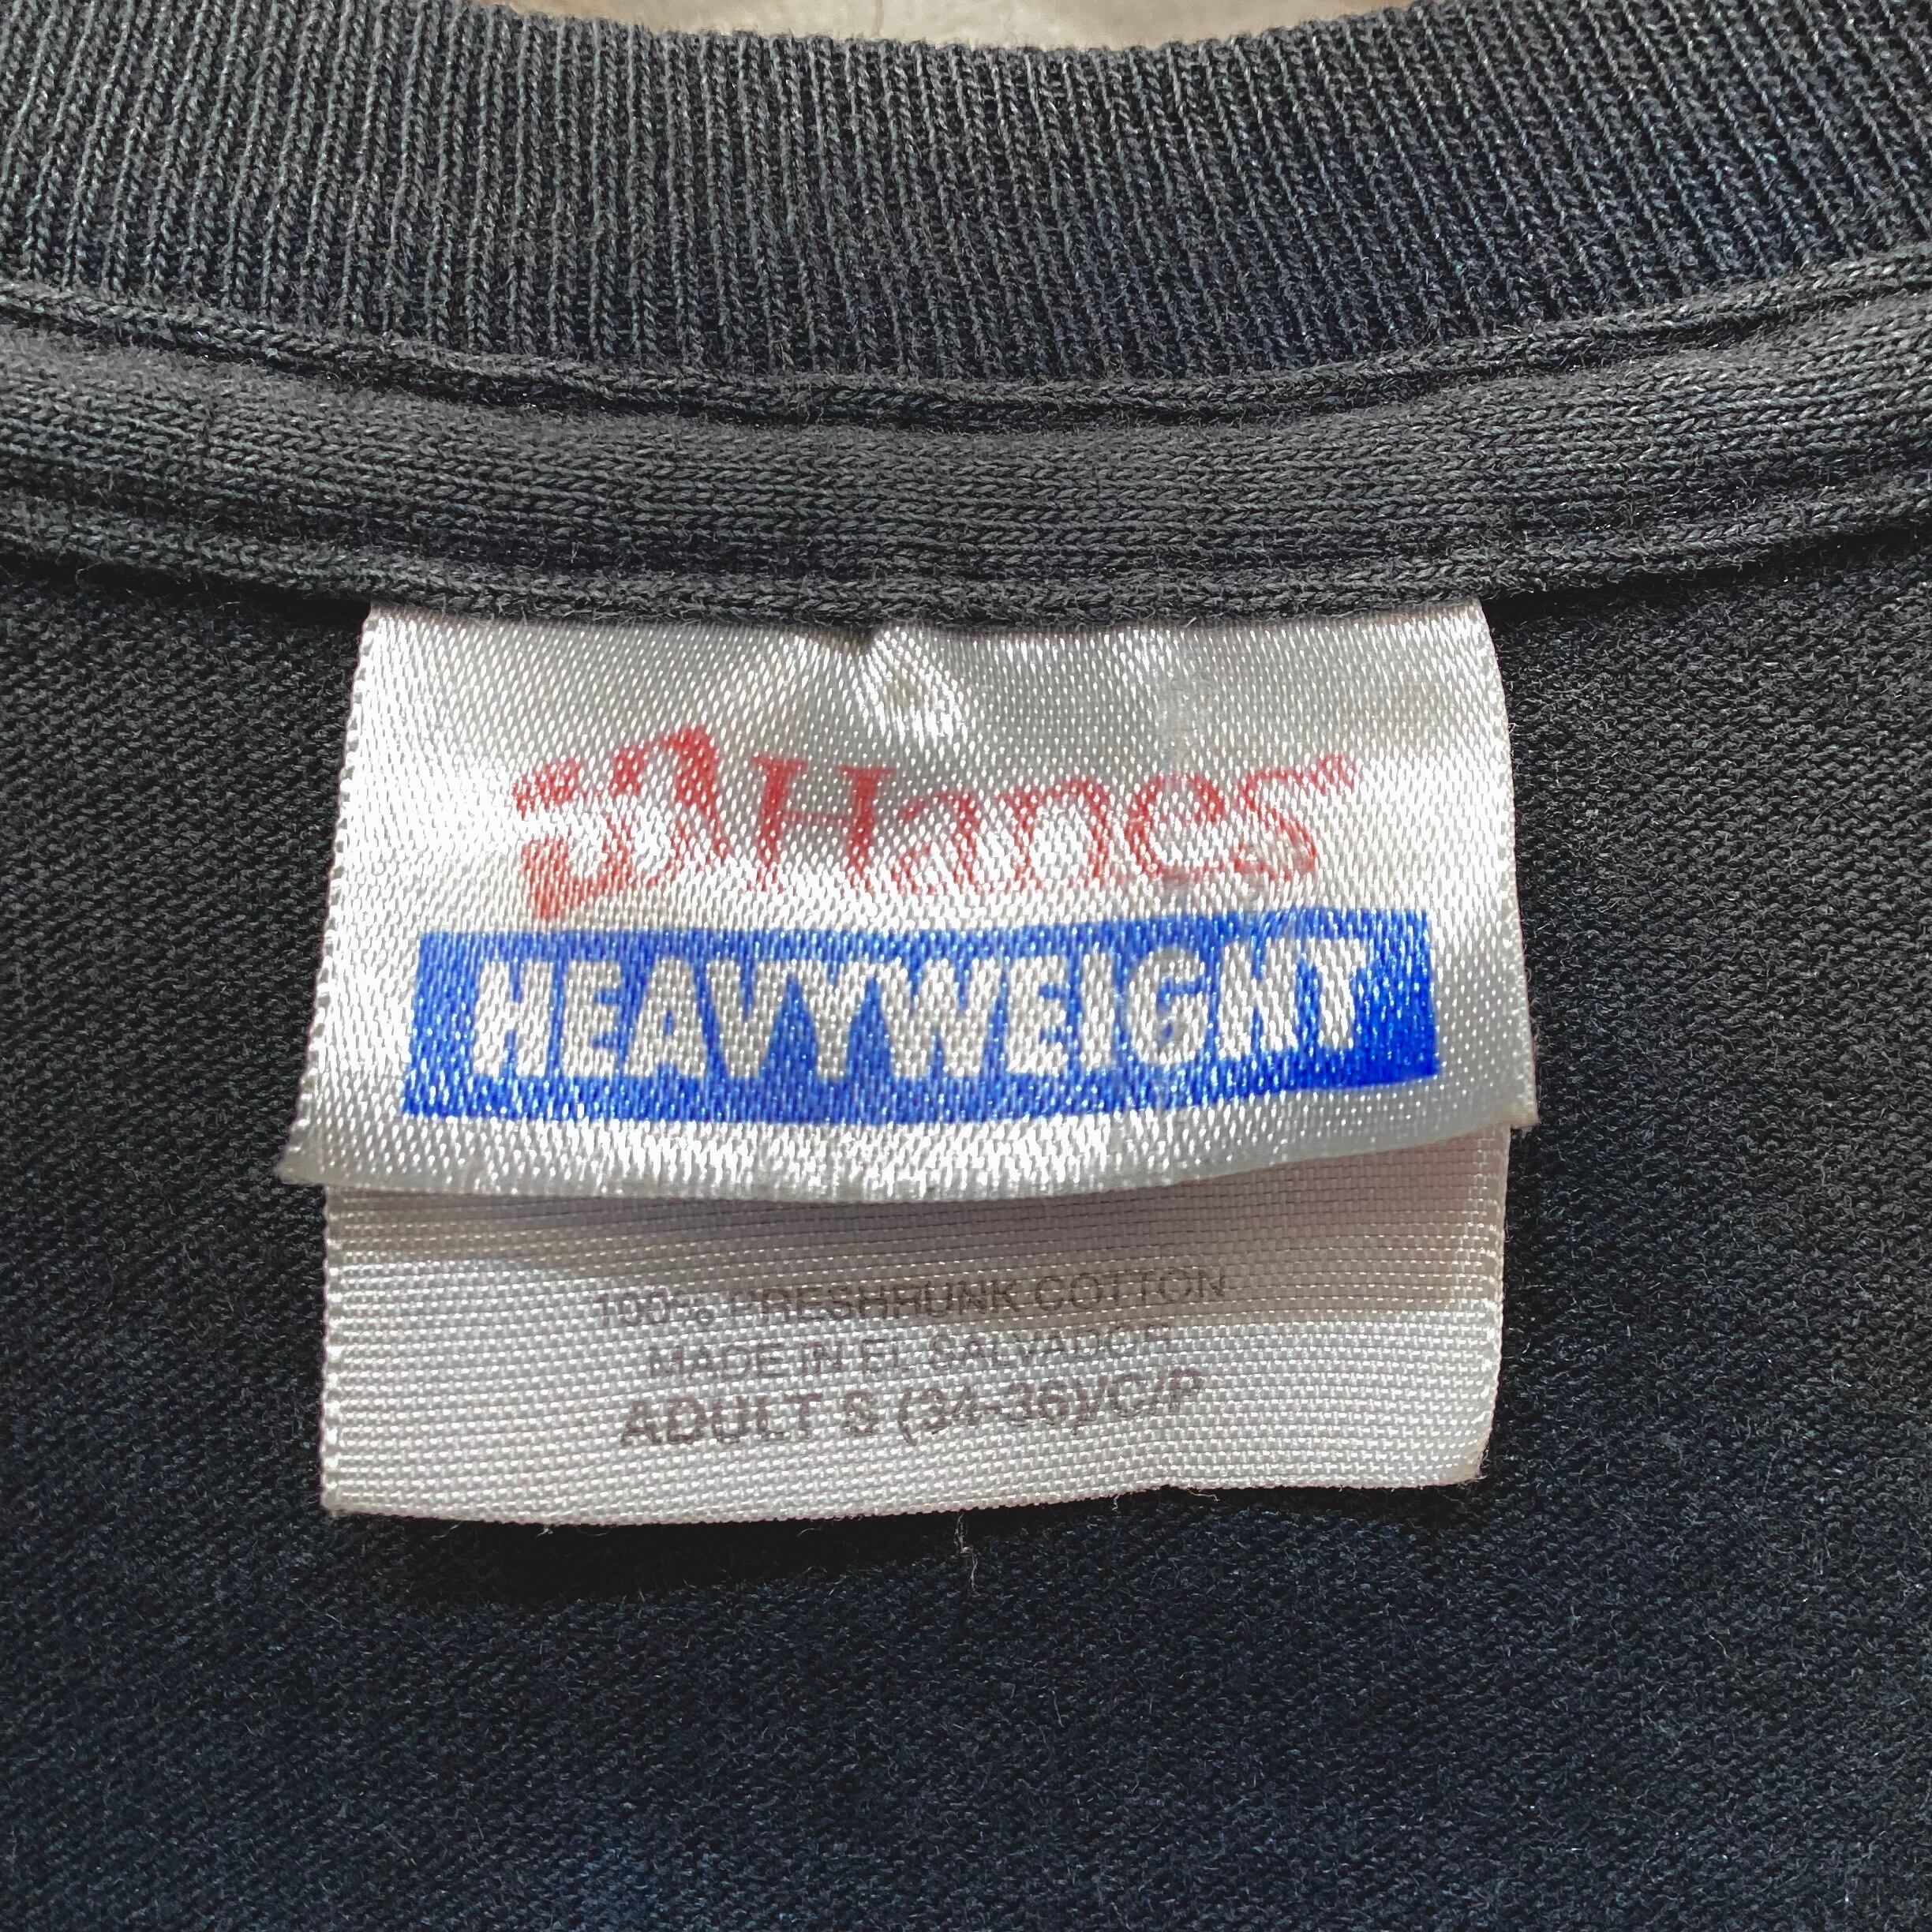 Hanes
HEAVYWEIGHT
100% PRESHRUNK COTTON
MADE IN EL SALVADOR
ADULT S (34-36)/C/P